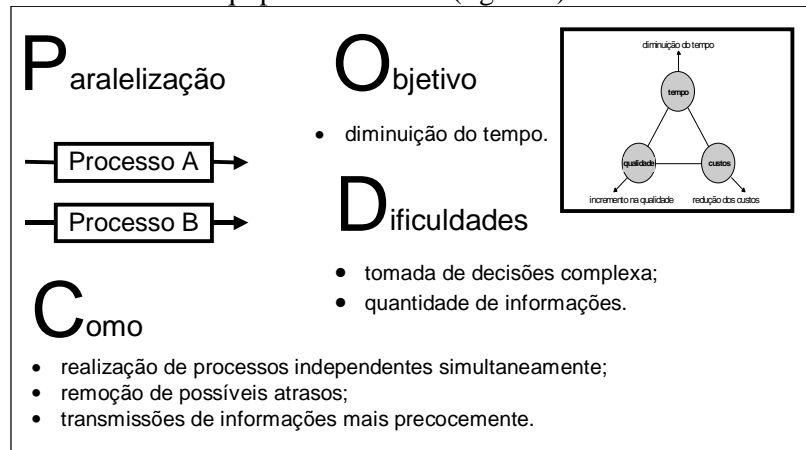 Paralelização
Processo A
Processo B
Objetivo
• diminuição do tempo.
diminuição do tempo
tempo
qualidade
custos
incremento na qualidade
redução dos custos
Dificuldades
• tomada de decisões complexa;
• quantidade de informações.
Como
• realização de processos independentes simultaneamente;
• remoção de possíveis atrasos;
• transmissões de informações mais precocemente.